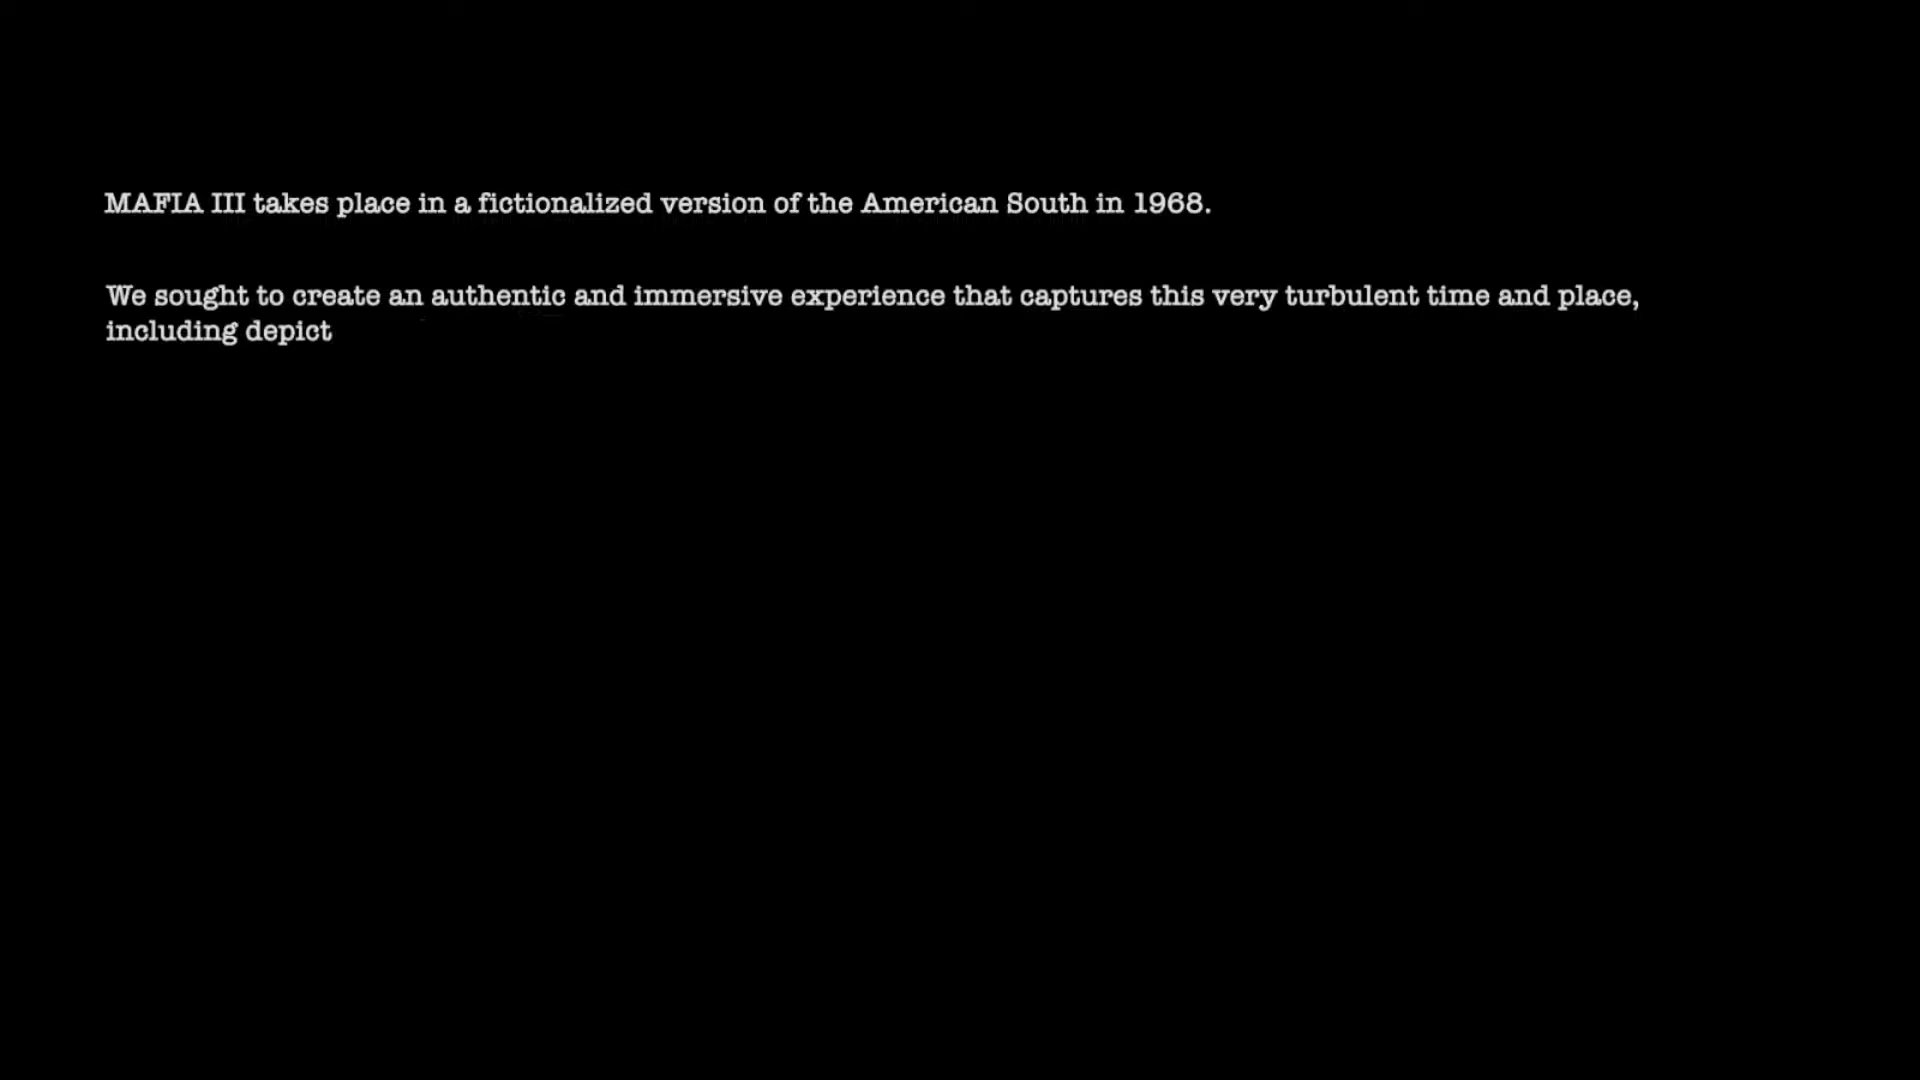 MAFIA III takes place in a fictionalized version of the American South in 1968.
We sought to create an authentic and immersive experience that captures this very turbulent time and place,
including depict